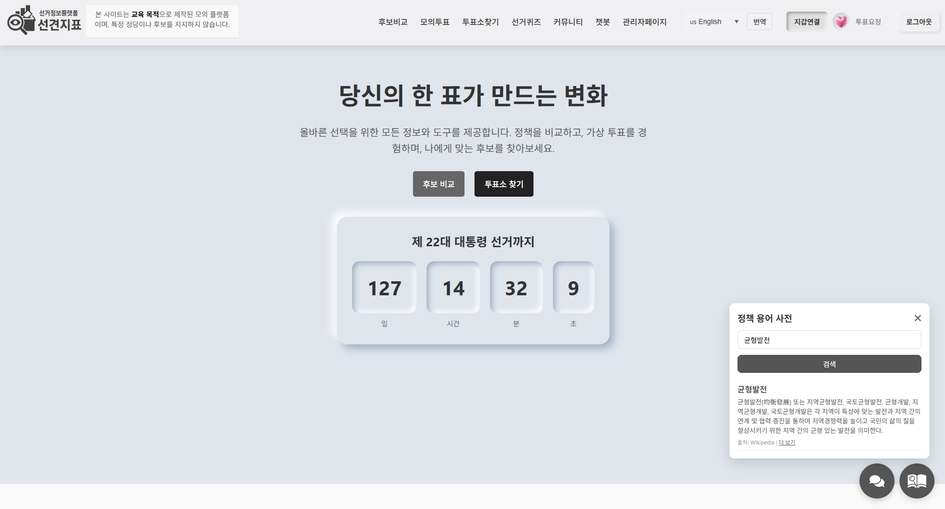 선거정보플랫폼
선견지표
본 사이트는 교육 목적으로 제작된 모의 플랫폼
이며, 특정 정당이나 후보를 지지하지 않습니다.
후보비교 모의투표 투표소찾기 선거퀴즈 커뮤니티 챗봇 관리자페이지
us English
번역
지갑연결
투표요정
로그아웃
당신의 한 표가 만드는 변화
올바른 선택을 위한 모든 정보와 도구를 제공합니다. 정책을 비교하고, 가상 투표를 경
험하며, 나에게 맞는 후보를 찾아보세요.
후보 비교 투표소 찾기
제 22대 대통령 선거까지
127 14 32 9
일 시간 분 초
정책 용어 사전
균형발전
검색
균형발전
균형발전(均衡發展) 또는 지역균형발전, 국토균형발전, 균형개발, 지
역균형개발, 국토균형개발은 각 지역이 특성에 맞는 발전과 지역 간의
연계 및 협력 증진을 통하여 지역경쟁력을 높이고 국민의 삶의 질을
향상시키기 위한 지역 간의 균형 있는 발전을 의미한다.
출처: Wikipedia | 더 보기